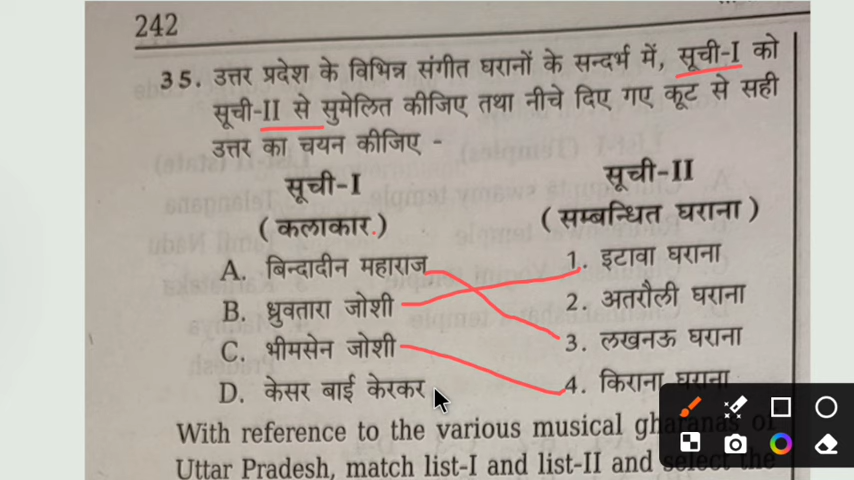 242
35. उत्तर प्रदेश के विभिन्न संगीत घरानों के सन्दर्भ में, सूची-I को
सूची-II से सुमेलित कीजिए तथा नीचे दिए गए कूट से सही
उत्तर का चयन कीजिए -
सूची-I सूची-II
(कलाकार.) (सम्बन्धित घराना)
A. बिन्दादीन महाराज 1. इटावा घराना
B. ध्रुवतारा जोशी 2. अतरौली घराना
C. भीमसेन जोशी 3. लखनऊ घराना
D. केसर बाई केरकर 4. किराना घराना
With reference to the various musical gharanas of
Uttar Pradesh, match list-I and list-II and select the